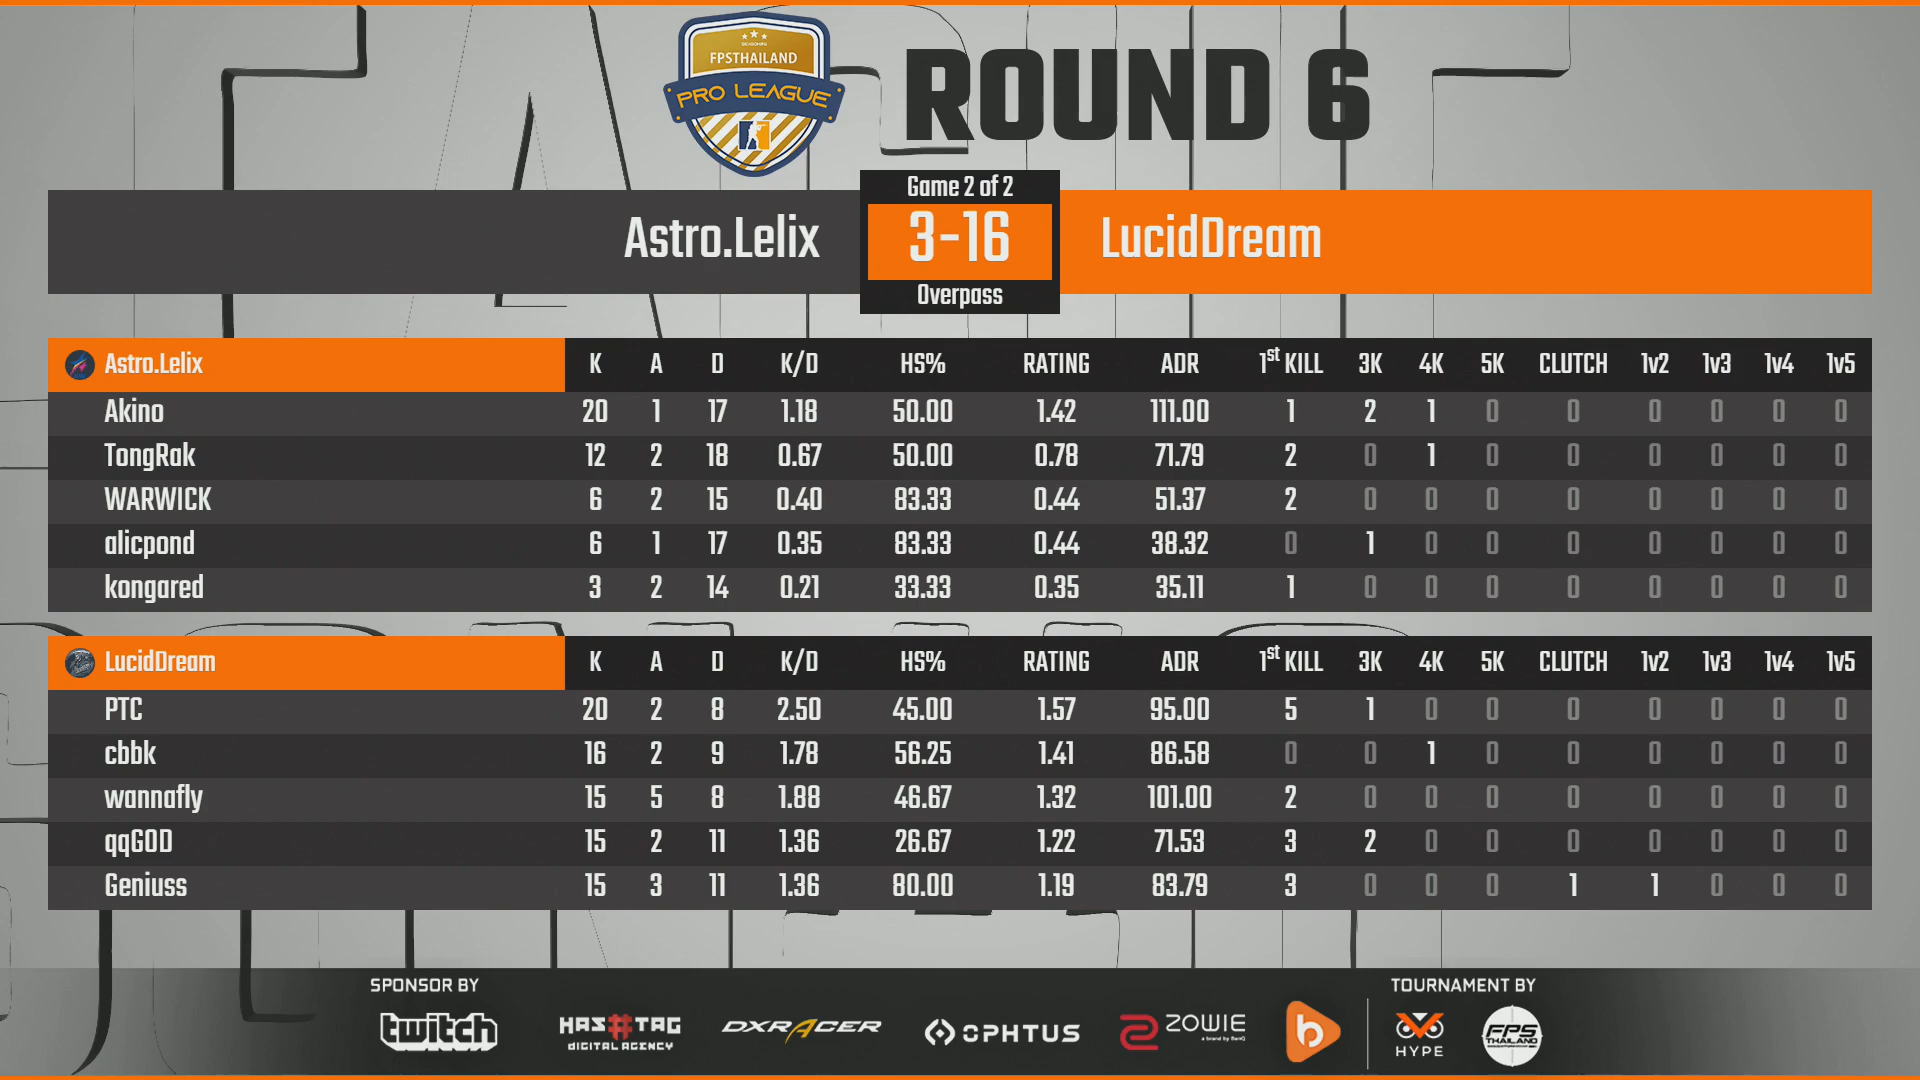 FPSTHAILAND
PRO LEAGUE
ROUND 6
Game 2 of 2
Astro.Lelix 3-16 LucidDream
Overpass
Astro.Lelix K A D K/D HS% RATING ADR 1st KILL 3K 4K 5K CLUTCH 1v2 1v3 1v4 1v5
Akino 20 1 17 1.18 50.00 1.42 111.00 1 2 1 0 0 0 0 0 0
TongRak 12 2 18 0.67 50.00 0.78 71.79 2 0 1 0 0 0 0 0 0
WARWICK 6 2 15 0.40 83.33 0.44 51.37 2 0 0 0 0 0 0 0 0
alicpond 6 1 17 0.35 83.33 0.44 38.32 0 1 0 0 0 0 0 0 0
kongared 3 2 14 0.21 33.33 0.35 35.11 1 0 0 0 0 0 0 0 0
LucidDream K A D K/D HS% RATING ADR 1st KILL 3K 4K 5K CLUTCH 1v2 1v3 1v4 1v5
PTC 20 2 8 2.50 45.00 1.57 95.00 5 1 0 0 0 0 0 0 0
cbbk 16 2 9 1.78 56.25 1.41 86.58 0 0 1 0 0 0 0 0 0
wannafly 15 5 8 1.88 46.67 1.32 101.00 2 0 0 0 0 0 0 0 0
qqGOD 15 2 11 1.36 26.67 1.22 71.53 3 2 0 0 0 0 0 0 0
Geniuss 15 3 11 1.36 80.00 1.19 83.79 3 0 0 0 1 1 0 0 0
SPONSOR BY TOURNAMENT BY
twitch HAS#TAG DXRACER OPHTUS ZOWIE b HYPE FPS
DIGITAL AGENCY a brand by BenQ THAILAND